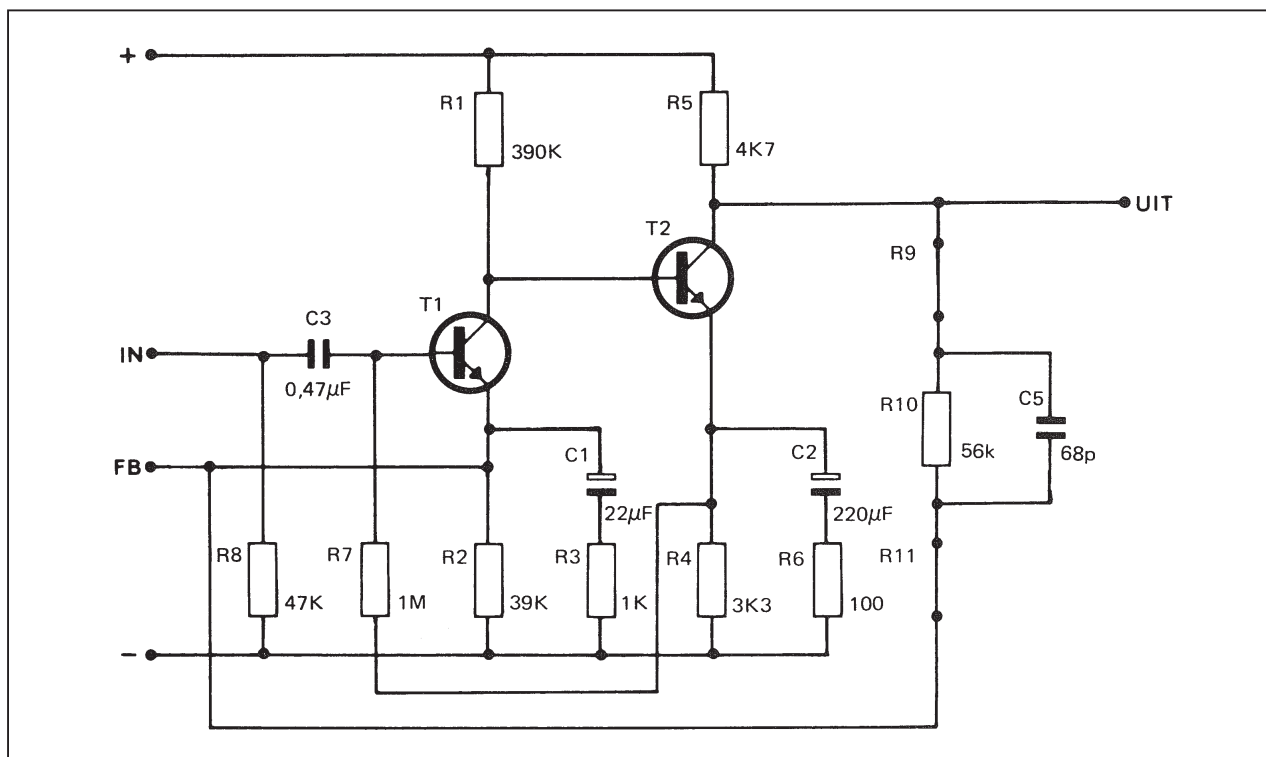 +
R1
390K
R5
4K7
UIT
T2
R9
T1
C3
IN
0,47µF
R10
56k
C5
68p
FB
C1
22µF
C2
220µF
R8
47K
R7
1M
R2
39K
R3
1K
R4
3K3
R6
100
R11
-